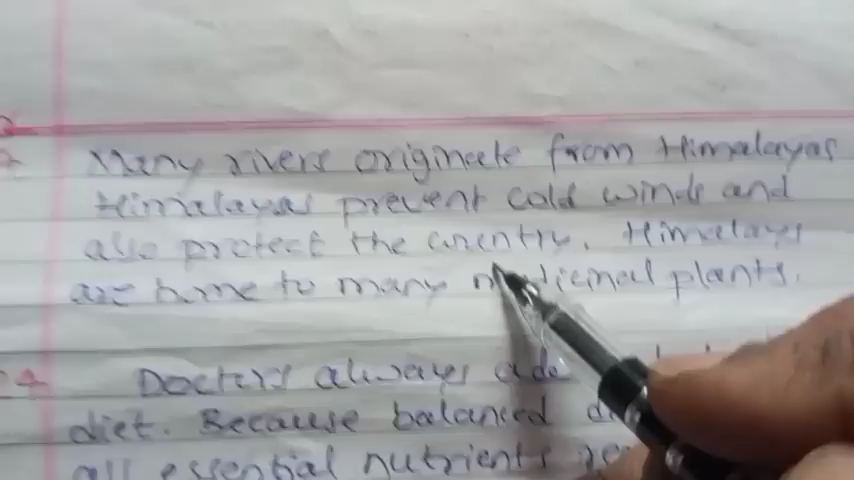 Many rivers originate from Himalayas
Himalayas prevent cold winds and
also protect the country. Himalayas
are home to many medicinal plants.
Doctors always
diet. Because balanced
all essential nutrients